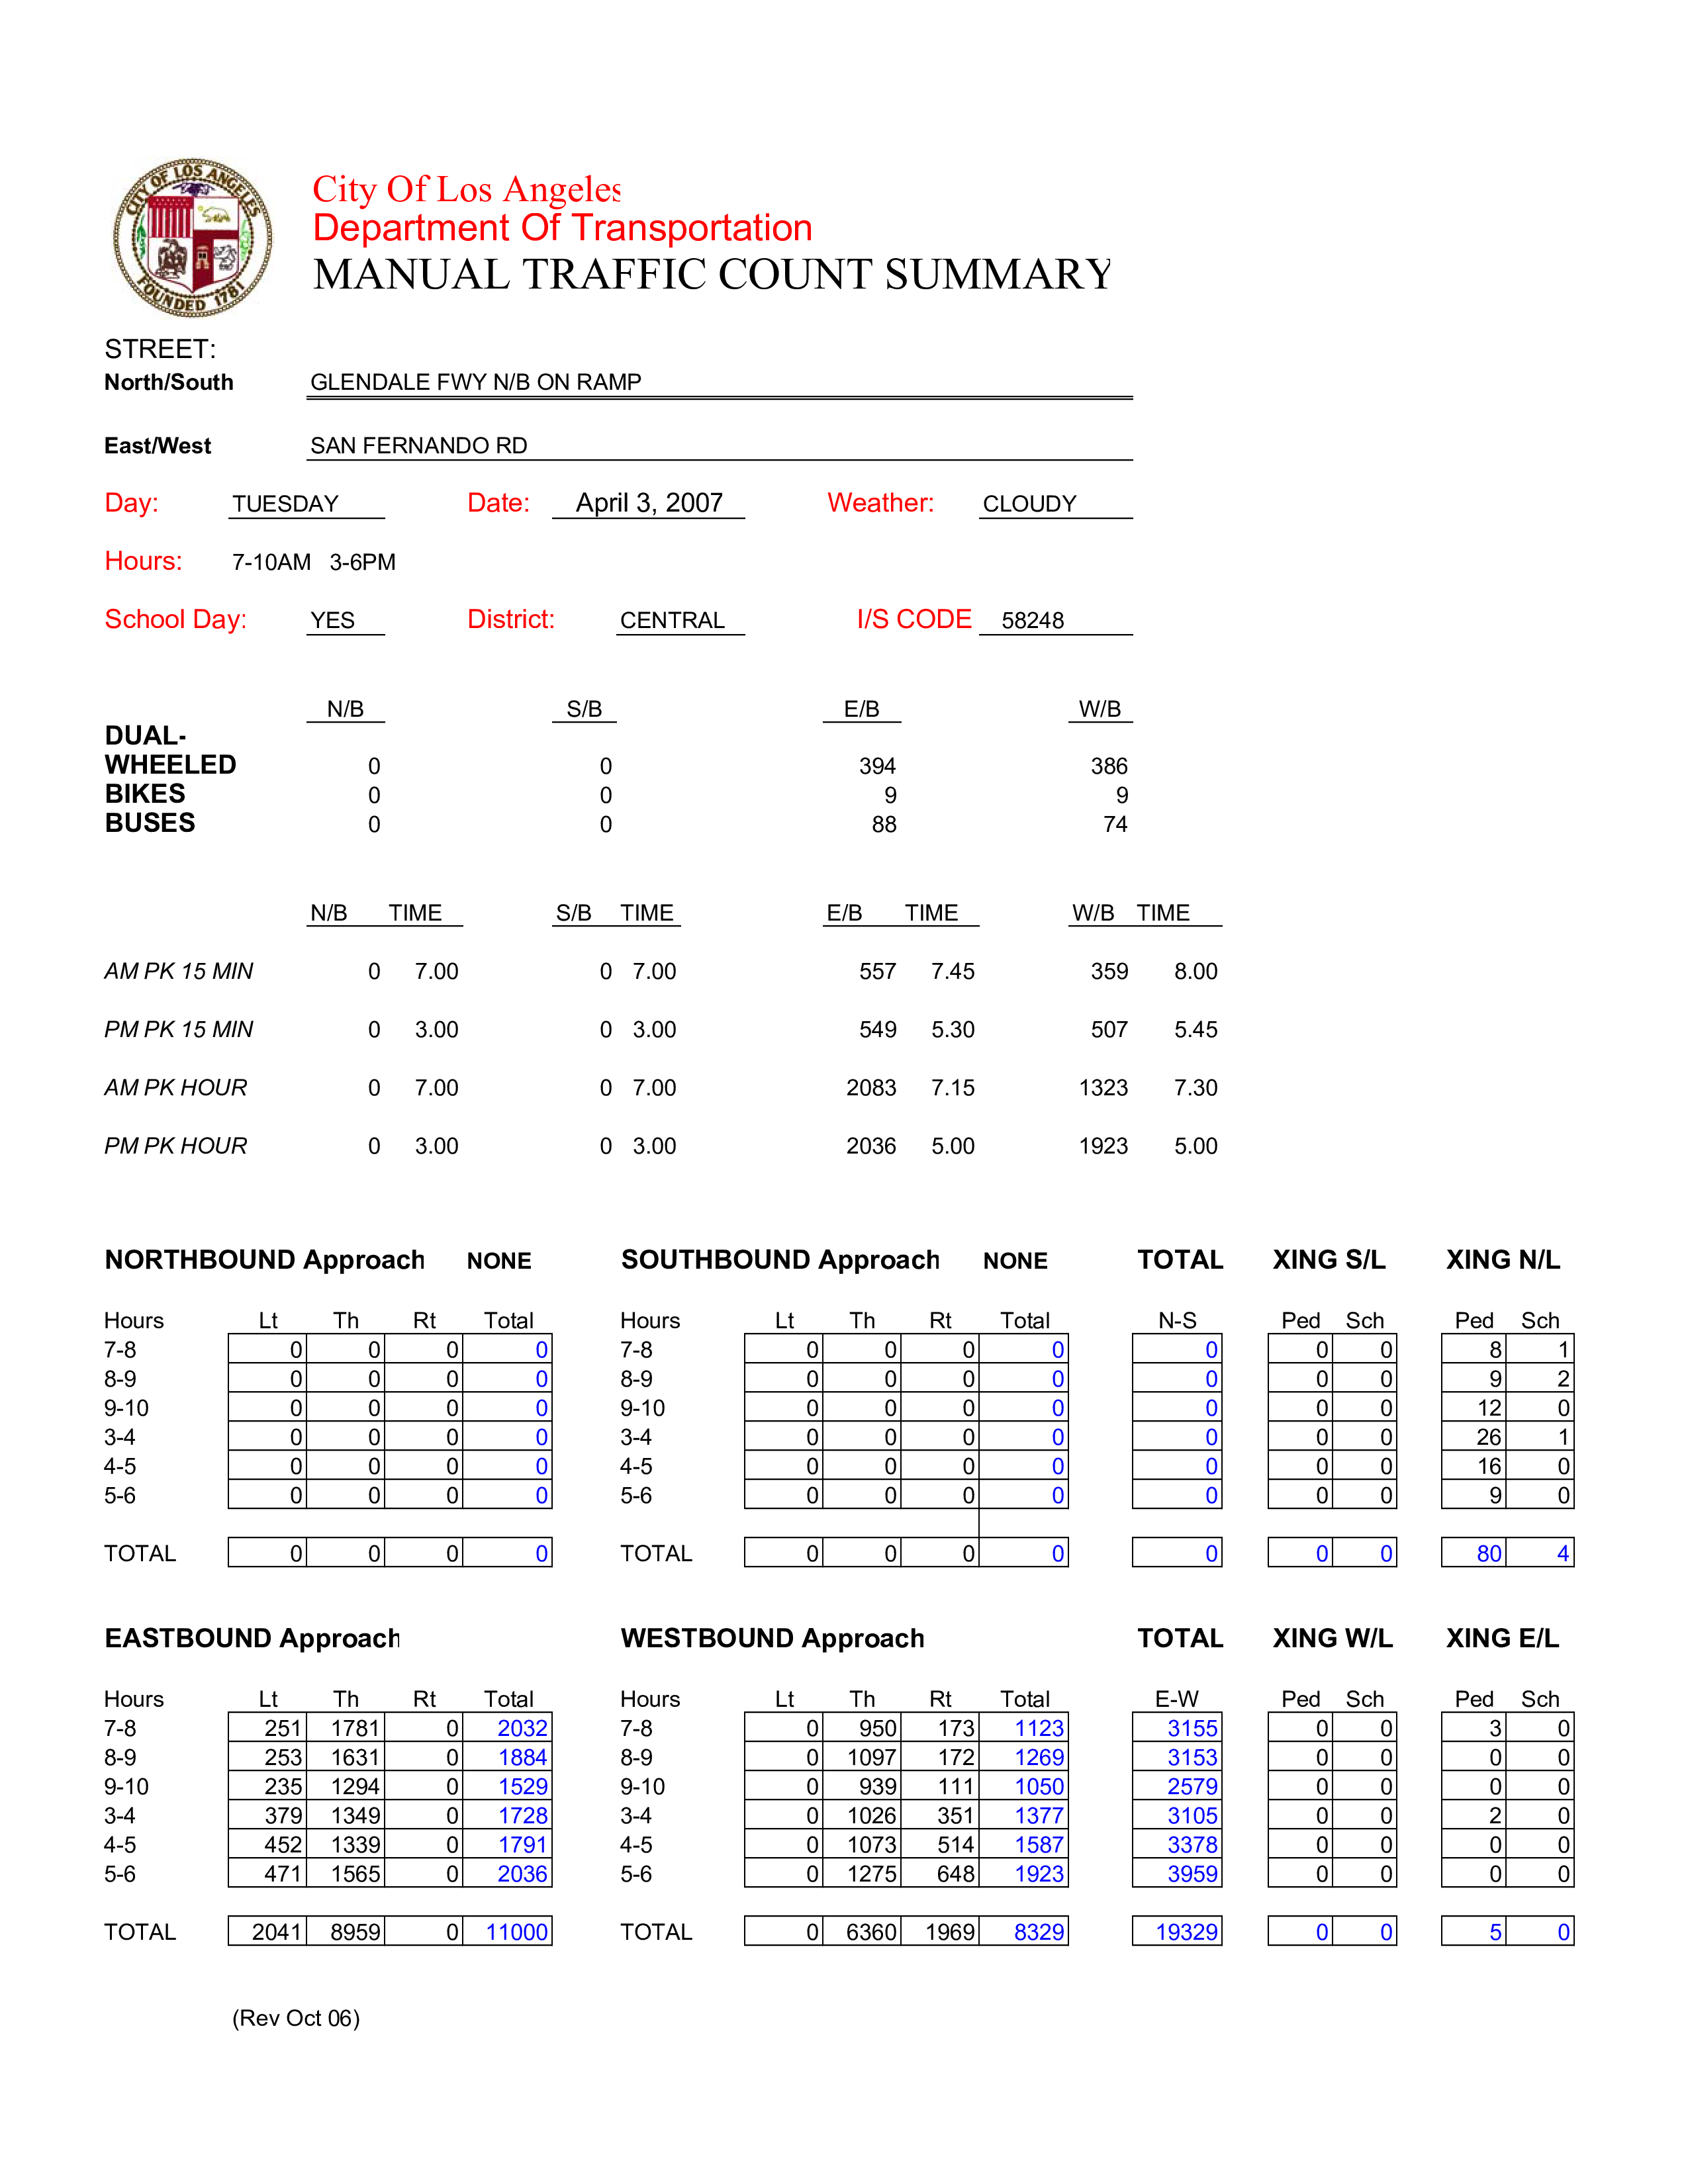 CITY OF LOS ANGELES
FOUNDED 1781
City Of Los Angeles
Department Of Transportation
MANUAL TRAFFIC COUNT SUMMARY
STREET:
North/South GLENDALE FWY N/B ON RAMP
East/West SAN FERNANDO RD
Day: TUESDAY Date: April 3, 2007 Weather: CLOUDY
Hours: 7-10AM 3-6PM
School Day: YES District: CENTRAL I/S CODE 58248
N/B S/B E/B W/B
DUAL-
WHEELED 0 0 394 386
BIKES 0 0 9 9
BUSES 0 0 88 74
N/B TIME S/B TIME E/B TIME W/B TIME
AM PK 15 MIN 0 7.00 0 7.00 557 7.45 359 8.00
PM PK 15 MIN 0 3.00 0 3.00 549 5.30 507 5.45
AM PK HOUR 0 7.00 0 7.00 2083 7.15 1323 7.30
PM PK HOUR 0 3.00 0 3.00 2036 5.00 1923 5.00
NORTHBOUND Approach NONE SOUTHBOUND Approach NONE TOTAL XING S/L XING N/L
Hours Lt Th Rt Total Hours Lt Th Rt Total N-S Ped Sch Ped Sch
7-8 0 0 0 0 7-8 0 0 0 0 0 0 0 8 1
8-9 0 0 0 0 8-9 0 0 0 0 0 0 0 9 2
9-10 0 0 0 0 9-10 0 0 0 0 0 0 0 12 0
3-4 0 0 0 0 3-4 0 0 0 0 0 0 0 26 1
4-5 0 0 0 0 4-5 0 0 0 0 0 0 0 16 0
5-6 0 0 0 0 5-6 0 0 0 0 0 0 0 9 0
TOTAL 0 0 0 0 TOTAL 0 0 0 0 0 0 0 80 4
EASTBOUND Approach WESTBOUND Approach TOTAL XING W/L XING E/L
Hours Lt Th Rt Total Hours Lt Th Rt Total E-W Ped Sch Ped Sch
7-8 251 1781 0 2032 7-8 0 950 173 1123 3155 0 0 3 0
8-9 253 1631 0 1884 8-9 0 1097 172 1269 3153 0 0 0 0
9-10 235 1294 0 1529 9-10 0 939 111 1050 2579 0 0 0 0
3-4 379 1349 0 1728 3-4 0 1026 351 1377 3105 0 0 2 0
4-5 452 1339 0 1791 4-5 0 1073 514 1587 3378 0 0 0 0
5-6 471 1565 0 2036 5-6 0 1275 648 1923 3959 0 0 0 0
TOTAL 2041 8959 0 11000 TOTAL 0 6360 1969 8329 19329 0 0 5 0
(Rev Oct 06)